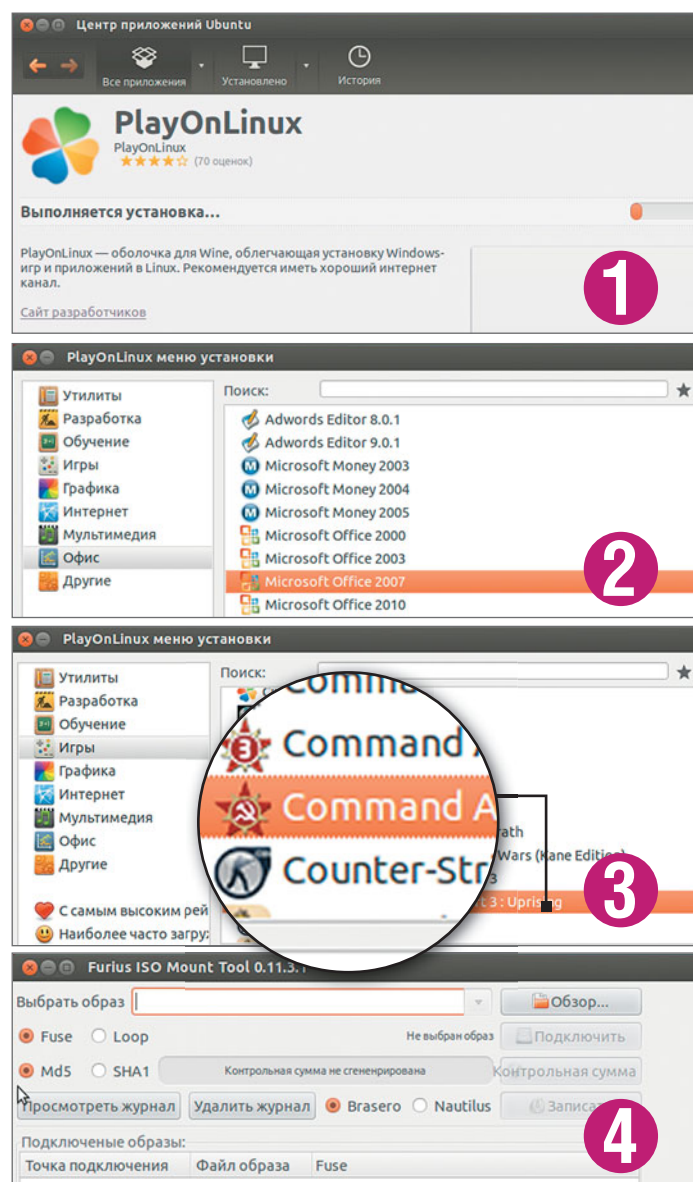 Центр приложений Ubuntu
Все приложения
Установлено
История
PlayOnLinux
PlayOnLinux
(70 оценок)
Выполняется установка...
PlayOnLinux — оболочка для Wine, облегчающая установку Windows-
игр и приложений в Linux. Рекомендуется иметь хороший интернет
канал.
Сайт разработчиков
1
PlayOnLinux меню установки
Утилиты
Разработка
Обучение
Игры
Графика
Интернет
Мультимедия
Офис
Другие
Поиск:
Adwords Editor 8.0.1
Adwords Editor 9.0.1
Microsoft Money 2003
Microsoft Money 2004
Microsoft Money 2005
Microsoft Office 2000
Microsoft Office 2003
Microsoft Office 2007
Microsoft Office 2010
2
PlayOnLinux меню установки
Утилиты
Разработка
Обучение
Игры
Графика
Интернет
Мультимедия
Офис
Другие
С самым высоким рей
Наиболее часто загру
Поиск:
Comma
Command
Command A
Counter-Str
rath
Wars (Kane Edition)
3
t 3 : Uprising
3
Furius ISO Mount Tool 0.11.3.1
Выбрать образ
Обзор...
Fuse Loop
Не выбран образ
Подключить
Md5 SHA1
Контрольная сумма не сгененрирована
Контрольная сумма
Просмотреть журнал
Удалить журнал
Brasero Nautilus
Записа
Подключеные образы:
Точка подключения Файл образа Fuse
4